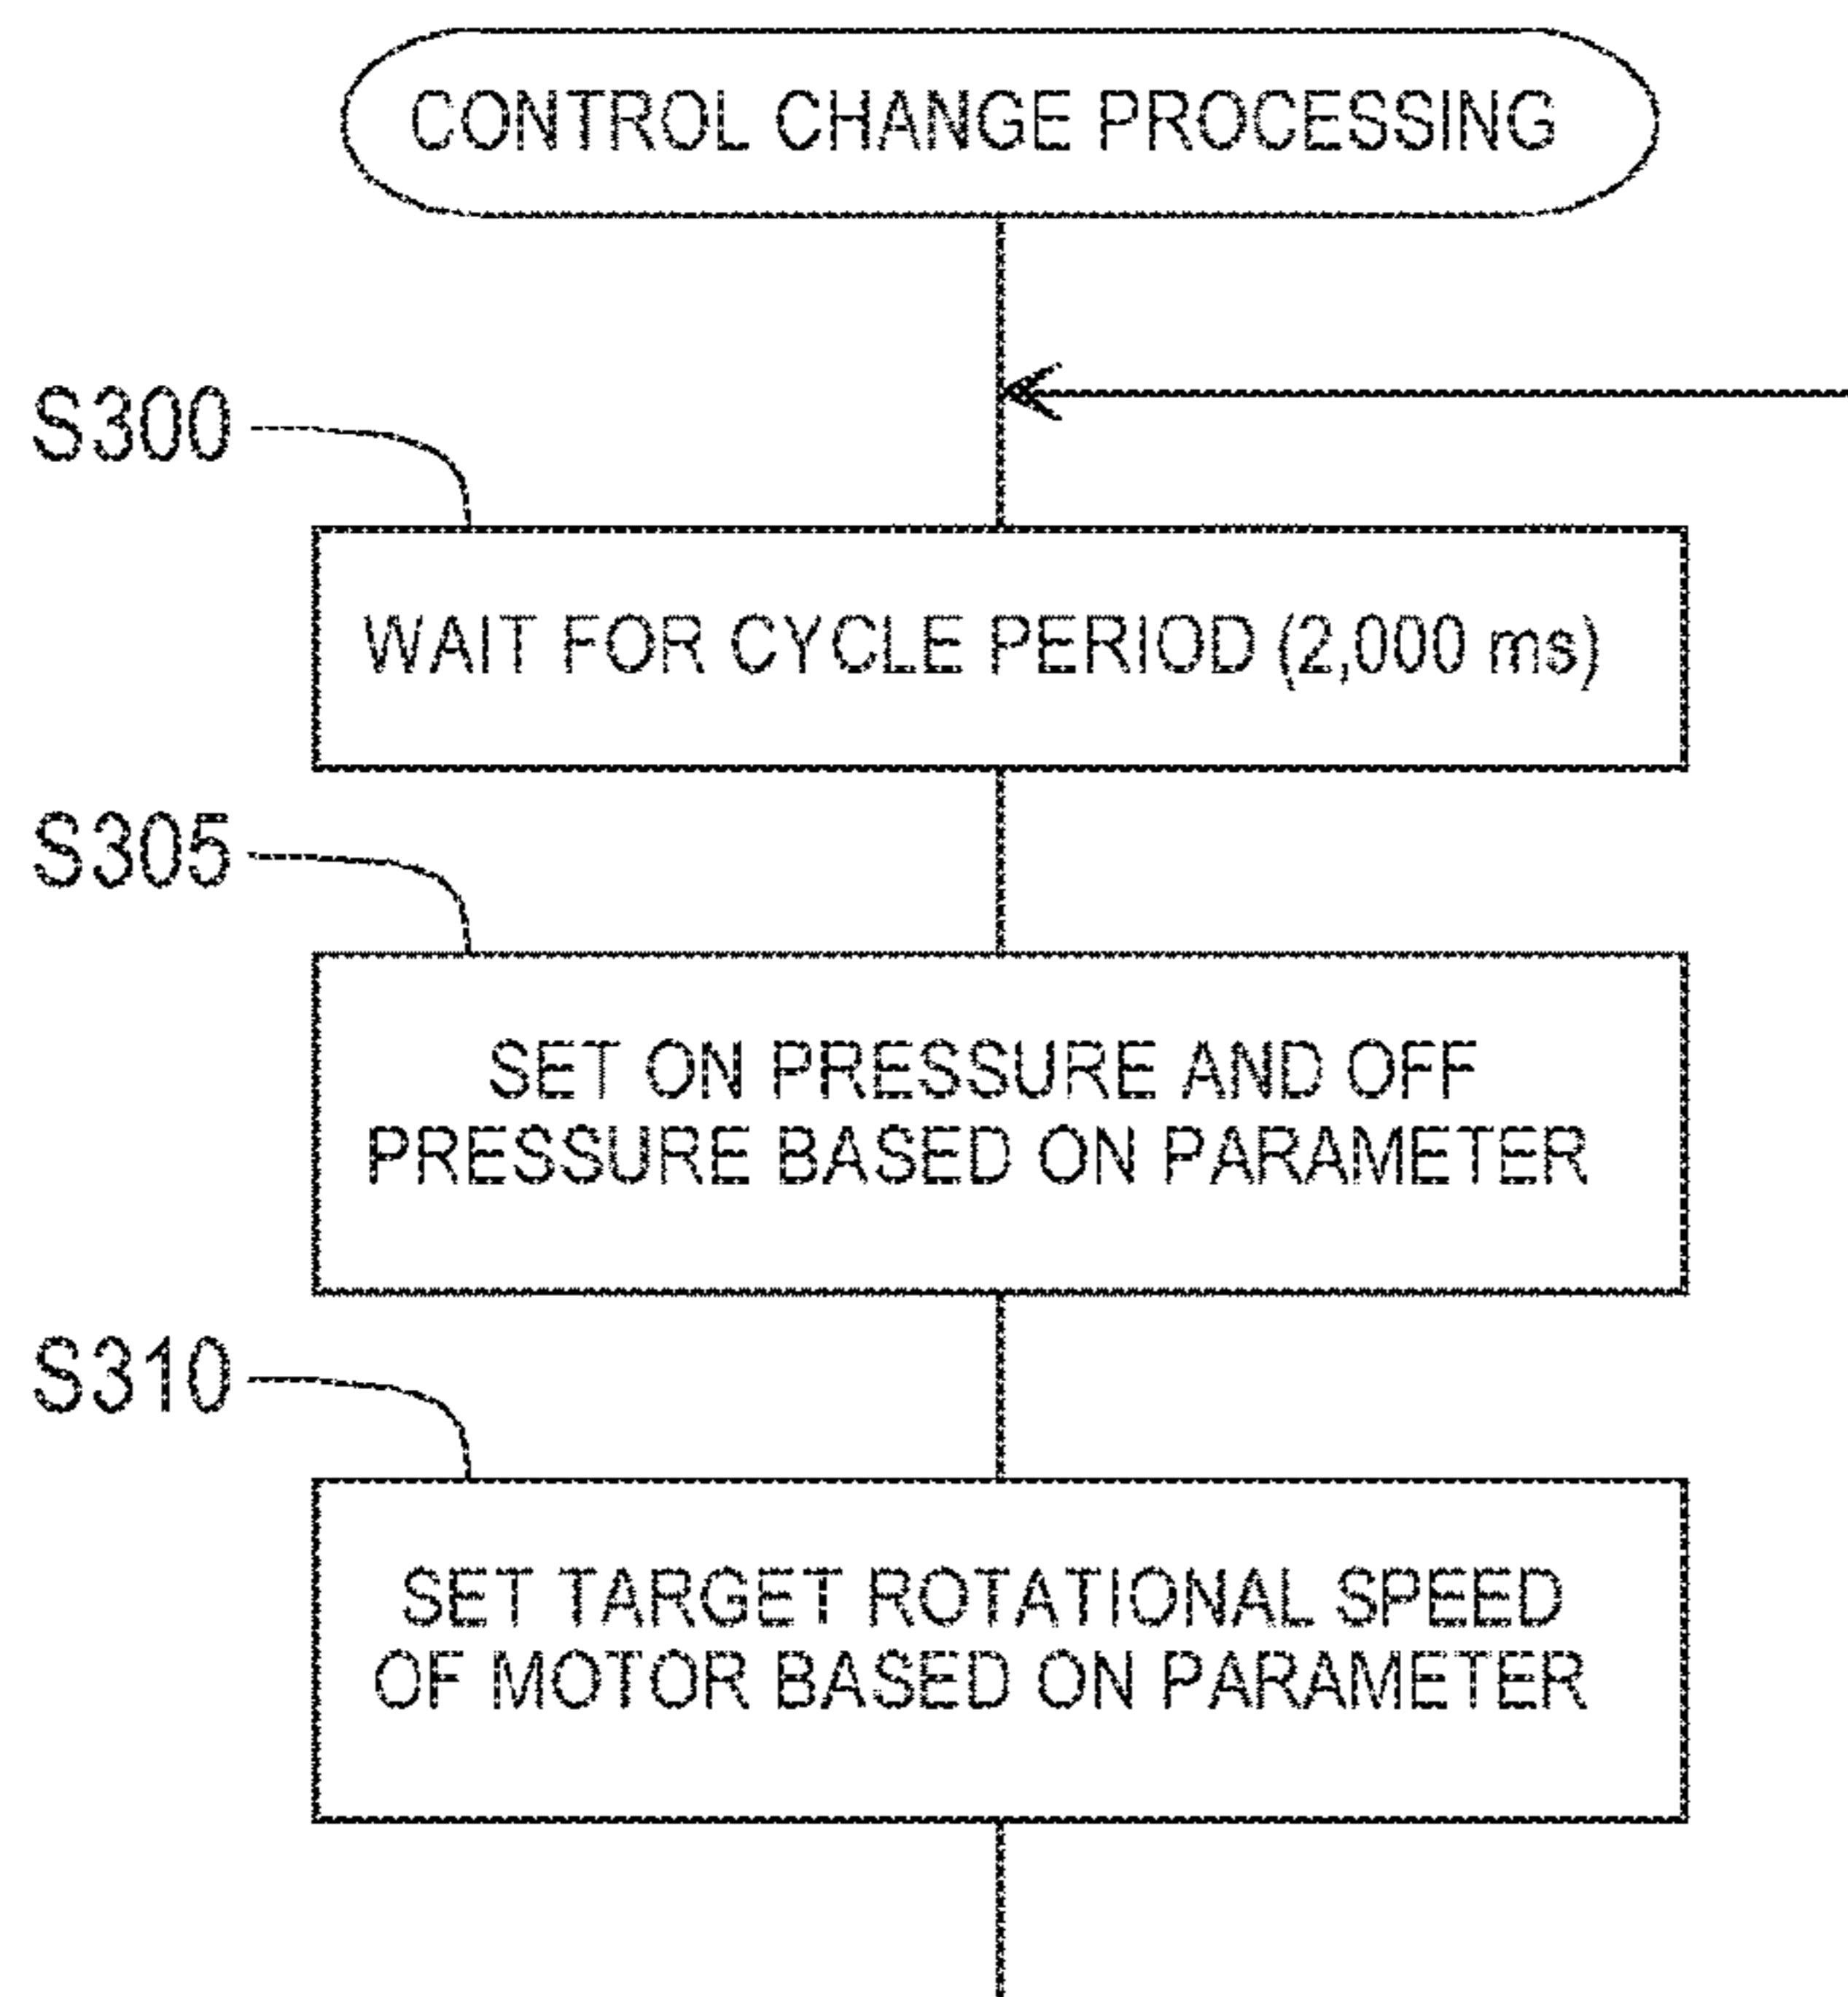 CONTROL CHANGE PROCESSING
S300
WAIT FOR CYCLE PERIOD (2,000 ms)
S305
SET ON PRESSURE AND OFF
PRESSURE BASED ON PARAMETER
S310
SET TARGET ROTATIONAL SPEED
OF MOTOR BASED ON PARAMETER